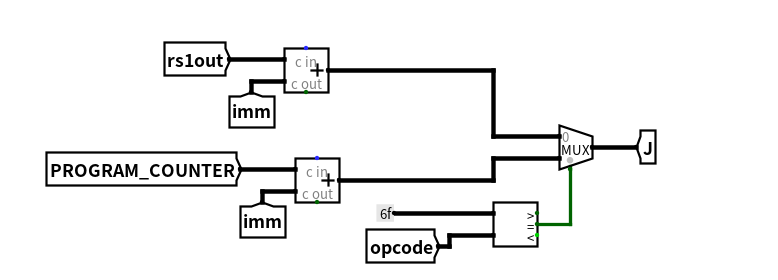 rs1out
c in
+
c out
imm
0
MUX
J
PROGRAM_COUNTER
c in
+
c out
imm
6f
>
=
<
opcode